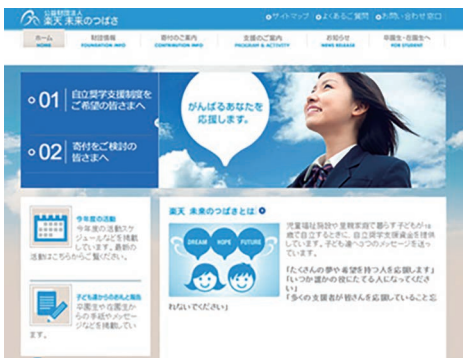 公益財団法人
楽天 未来のつばさ
サイトマップ
よくあるご質問
お問い合わせ窓口
ホーム
HOME
財団情報
FOUNDATION INFO
寄付のご案内
CONTRIBUTION INFO
支援のご案内
PROGRAM & ACTIVITY
お知らせ
NEWS RELEASE
卒園生・在園生へ
FOR STUDENT
01 自立奨学支援制度を
ご希望の皆さまへ
02 寄付をご検討の
皆さまへ
がんばるあなたを
応援します。
今年度の活動
今年度の活動スケ
ジュールなどを掲載
しています。最新の
活動はこちらからご覧ください。
子ども達からのお礼と報告
卒園生や在園生か
らの手紙やメッセー
ジなどを掲載してい
ます。
楽天 未来のつばさとは
DREAM
HOPE
FUTURE
児童福祉施設や里親家庭で暮らす子どもが18
歳で自立するときに、自立奨学支援資金を提供
しています。子ども達へ3つのメッセージを送っ
ています。
「たくさんの夢や希望を持つ人を応援します」
「いつか誰かの役にたてる人になってくださ
い」
「多くの支援者が皆さんを応援していること忘
れないでください」